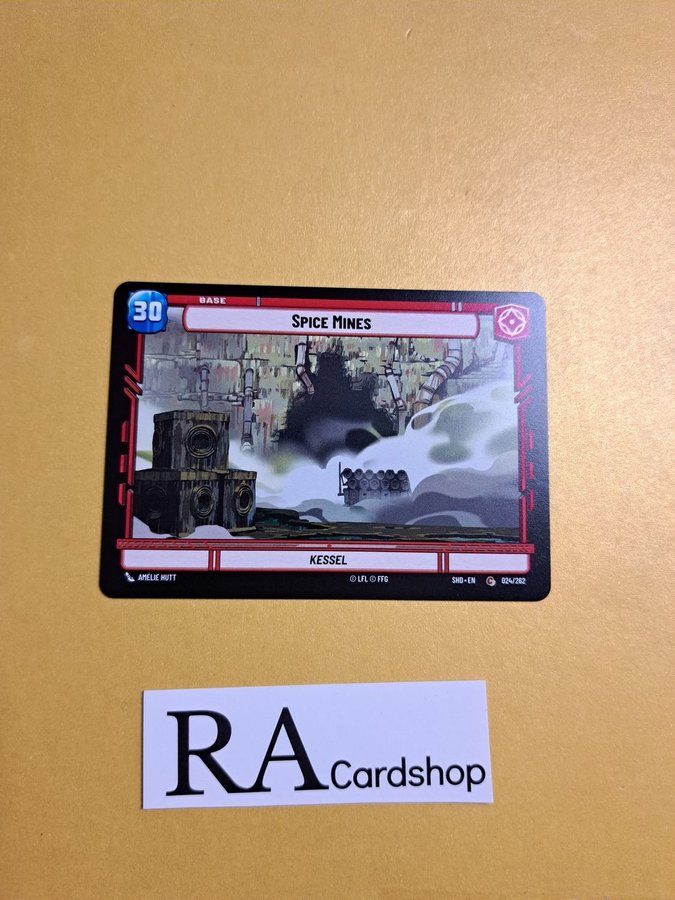 BASE
30
SPICE MINES
KESSEL
AMÉLIE HUTT
© LFL © FFG
SHD • EN C 024/262
RA Cardshop